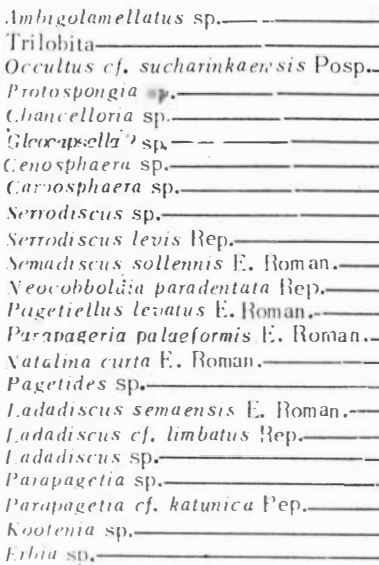 Ambigolamellatus sp.
Trilobita
Occultus cf. sucharinkaensis Posp.
Protospongia sp.
Chancelloria sp.
"Gleocapsella" sp.
Cenosphaera sp.
Carposphaera sp.
Serrodiscus sp.
Serrodiscus levis Rep.
Semadiscus sollennis E. Roman.
Neocobboldia paradentata Rep.
Pagetiellus levatus E. Roman.
Parapageria palaeformis E. Roman.
Natalina curta E. Roman.
Pagetides sp.
Ladadiscus semaensis E. Roman.
Ladadiscus cf. limbatus Rep.
Ladadiscus sp.
Parapagetia sp.
Parapagetia cf. katunica Rep.
Kootenia sp.
Erbia sp.